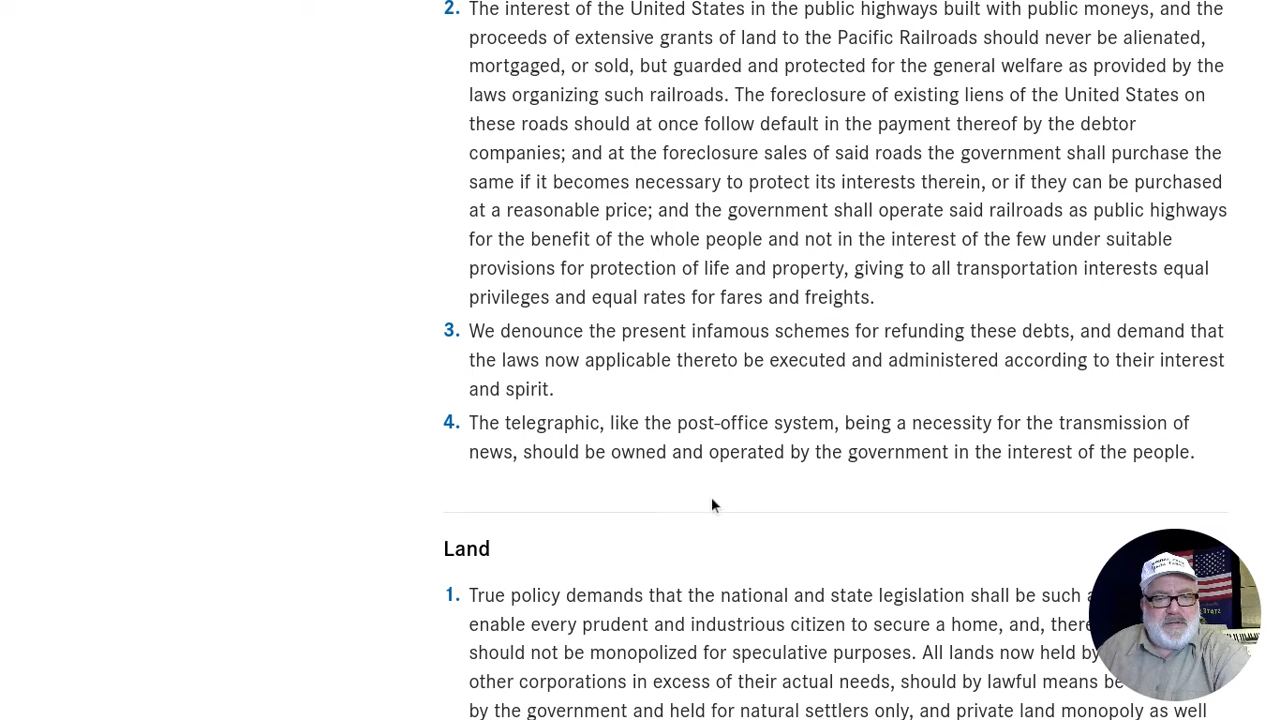 2. The interest of the United States in the public highways built with public moneys, and the
proceeds of extensive grants of land to the Pacific Railroads should never be alienated,
mortgaged, or sold, but guarded and protected for the general welfare as provided by the
laws organizing such railroads. The foreclosure of existing liens of the United States on
these roads should at once follow default in the payment thereof by the debtor
companies; and at the foreclosure sales of said roads the government shall purchase the
same if it becomes necessary to protect its interests therein, or if they can be purchased
at a reasonable price; and the government shall operate said railroads as public highways
for the benefit of the whole people and not in the interest of the few under suitable
provisions for protection of life and property, giving to all transportation interests equal
privileges and equal rates for fares and freights.
3. We denounce the present infamous schemes for refunding these debts, and demand that
the laws now applicable thereto be executed and administered according to their interest
and spirit.
4. The telegraphic, like the post-office system, being a necessity for the transmission of
news, should be owned and operated by the government in the interest of the people.
Land
1. True policy demands that the national and state legislation shall be such
enable every prudent and industrious citizen to secure a home, and,
should not be monopolized for speculative purposes. All lands now held by
other corporations in excess of their actual needs, should by lawful means be
by the government and held for natural settlers only, and private land monopoly as well